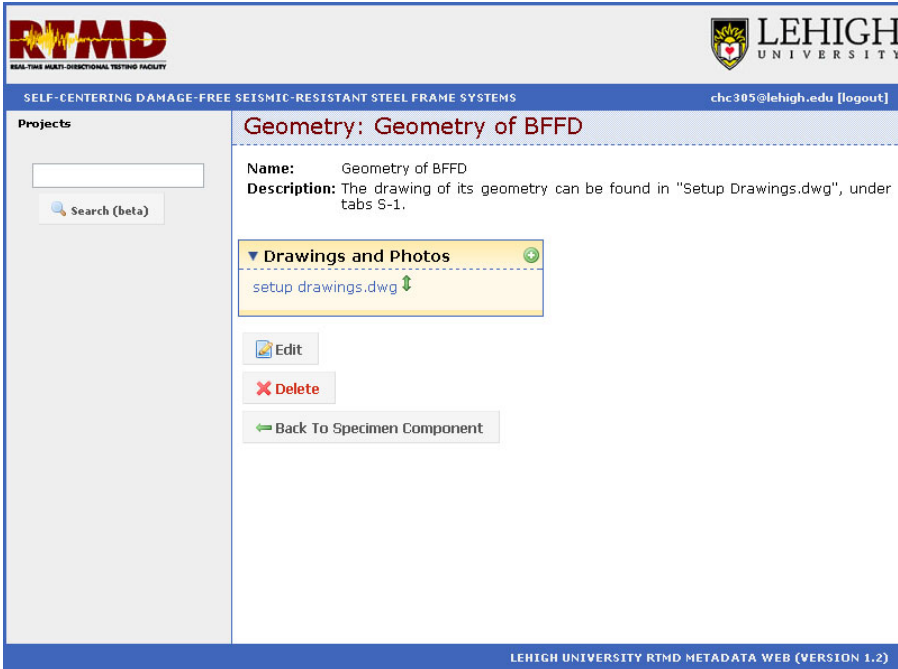 RTMD
REAL-TIME MULTI-DIRECTIONAL TESTING FACILITY
LEHIGH
UNIVERSITY
SELF-CENTERING DAMAGE-FREE SEISMIC-RESISTANT STEEL FRAME SYSTEMS
chc305@lehigh.edu [logout]
Projects
Search (beta)
Geometry: Geometry of BFFD
Name: Geometry of BFFD
Description: The drawing of its geometry can be found in "Setup Drawings.dwg", under
tabs S-1.
Drawings and Photos
setup drawings.dwg
Edit
Delete
Back To Specimen Component
LEHIGH UNIVERSITY RTMD METADATA WEB (VERSION 1.2)